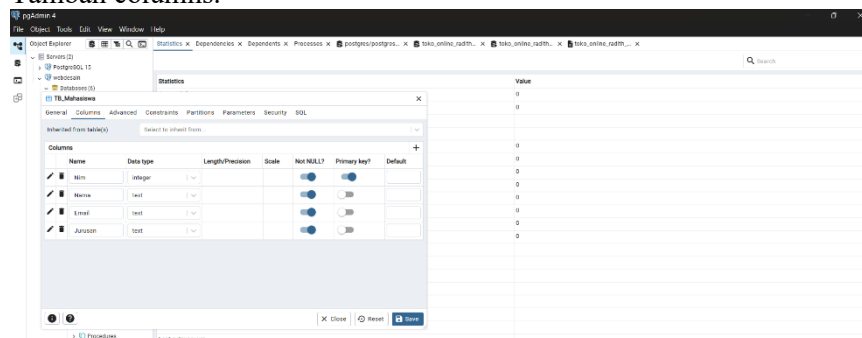 Tambah columns.
pgAdmin 4
File Object Tools Edit View Window Help
Object Explorer
Statistics x Dependencies x Dependents x Processes x postgres/postgres... x toko_online_radith... x toko_online_radith... x toko_online_radith_... x
Servers (2)
Search
PostgreSQL 15
webdesain
Statistics Value
Databases (6)
0
TB_Mahasiswa
0
General Columns Advanced Constraints Partitions Parameters Security SQL
Inherited from table(s) Select to inherit from...
Columns
0
Name Data type Length/Precision Scale Not NULL? Primary key? Default
0
0
Nim integer
0
Nama text
0
Email text
0
0
Jurusan text
0
Close Reset Save
Procedures